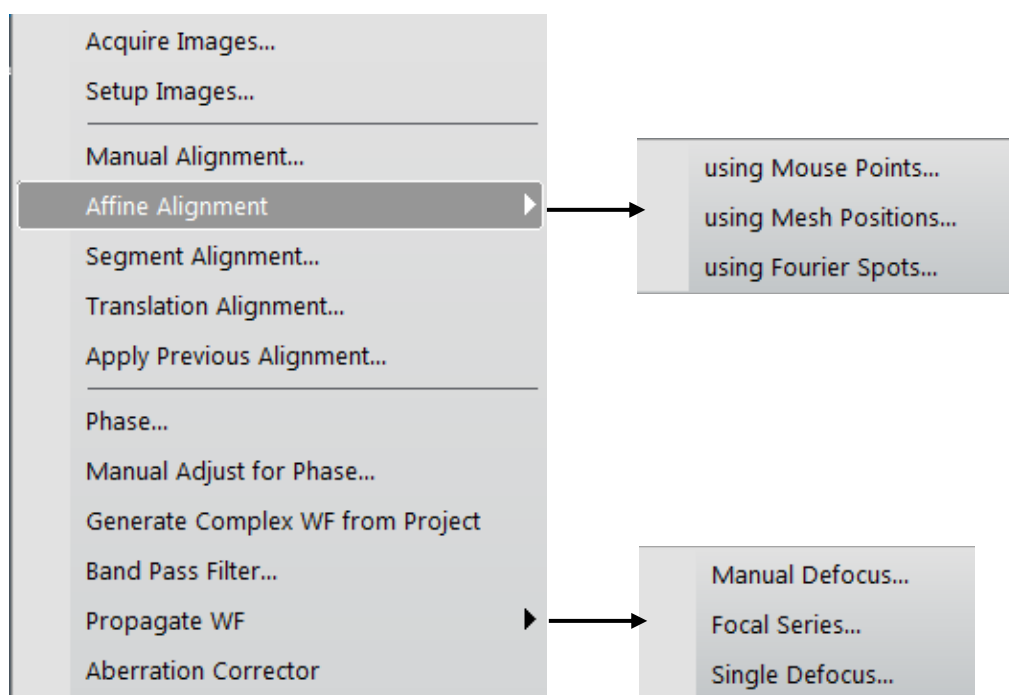 Acquire Images...
Setup Images...
Manual Alignment...
Affine Alignment
using Mouse Points...
using Mesh Positions...
using Fourier Spots...
Segment Alignment...
Translation Alignment...
Apply Previous Alignment...
Phase...
Manual Adjust for Phase...
Generate Complex WF from Project
Band Pass Filter...
Propagate WF
Manual Defocus...
Focal Series...
Single Defocus...
Aberration Corrector